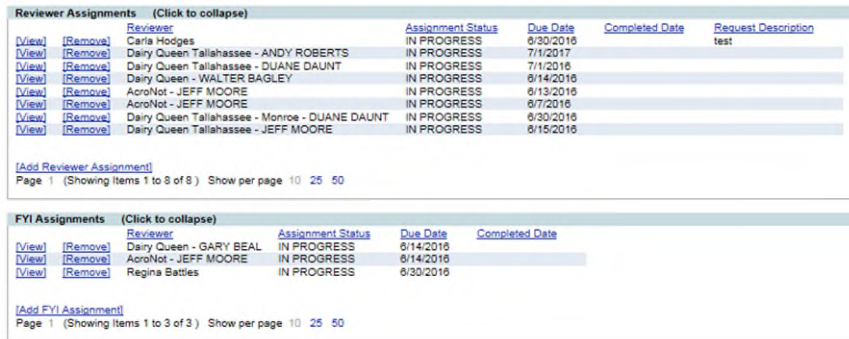 Reviewer Assignments (Click to collapse)
Reviewer Assignment Status Due Date Completed Date Request Description
[View] [Remove] Carla Hodges IN PROGRESS 6/30/2016 test
[View] [Remove] Dairy Queen Tallahassee - ANDY ROBERTS IN PROGRESS 7/1/2017
[View] [Remove] Dairy Queen Tallahassee - DUANE DAUNT IN PROGRESS 7/1/2016
[View] [Remove] Dairy Queen - WALTER BAGLEY IN PROGRESS 6/14/2016
[View] [Remove] AcroNot - JEFF MOORE IN PROGRESS 6/13/2016
[View] [Remove] AcroNot - JEFF MOORE IN PROGRESS 6/7/2016
[View] [Remove] Dairy Queen Tallahassee - Monroe - DUANE DAUNT IN PROGRESS 6/30/2016
[View] [Remove] Dairy Queen Tallahassee - JEFF MOORE IN PROGRESS 6/15/2016
[Add Reviewer Assignment]
Page 1 (Showing Items 1 to 8 of 8 ) Show per page 10 25 50
FYI Assignments (Click to collapse)
Reviewer Assignment Status Due Date Completed Date
[View] [Remove] Dairy Queen - GARY BEAL IN PROGRESS 6/14/2016
[View] [Remove] AcroNot - JEFF MOORE IN PROGRESS 6/14/2016
[View] [Remove] Regina Battles IN PROGRESS 6/30/2016
[Add FYI Assignment]
Page 1 (Showing Items 1 to 3 of 3 ) Show per page 10 25 50